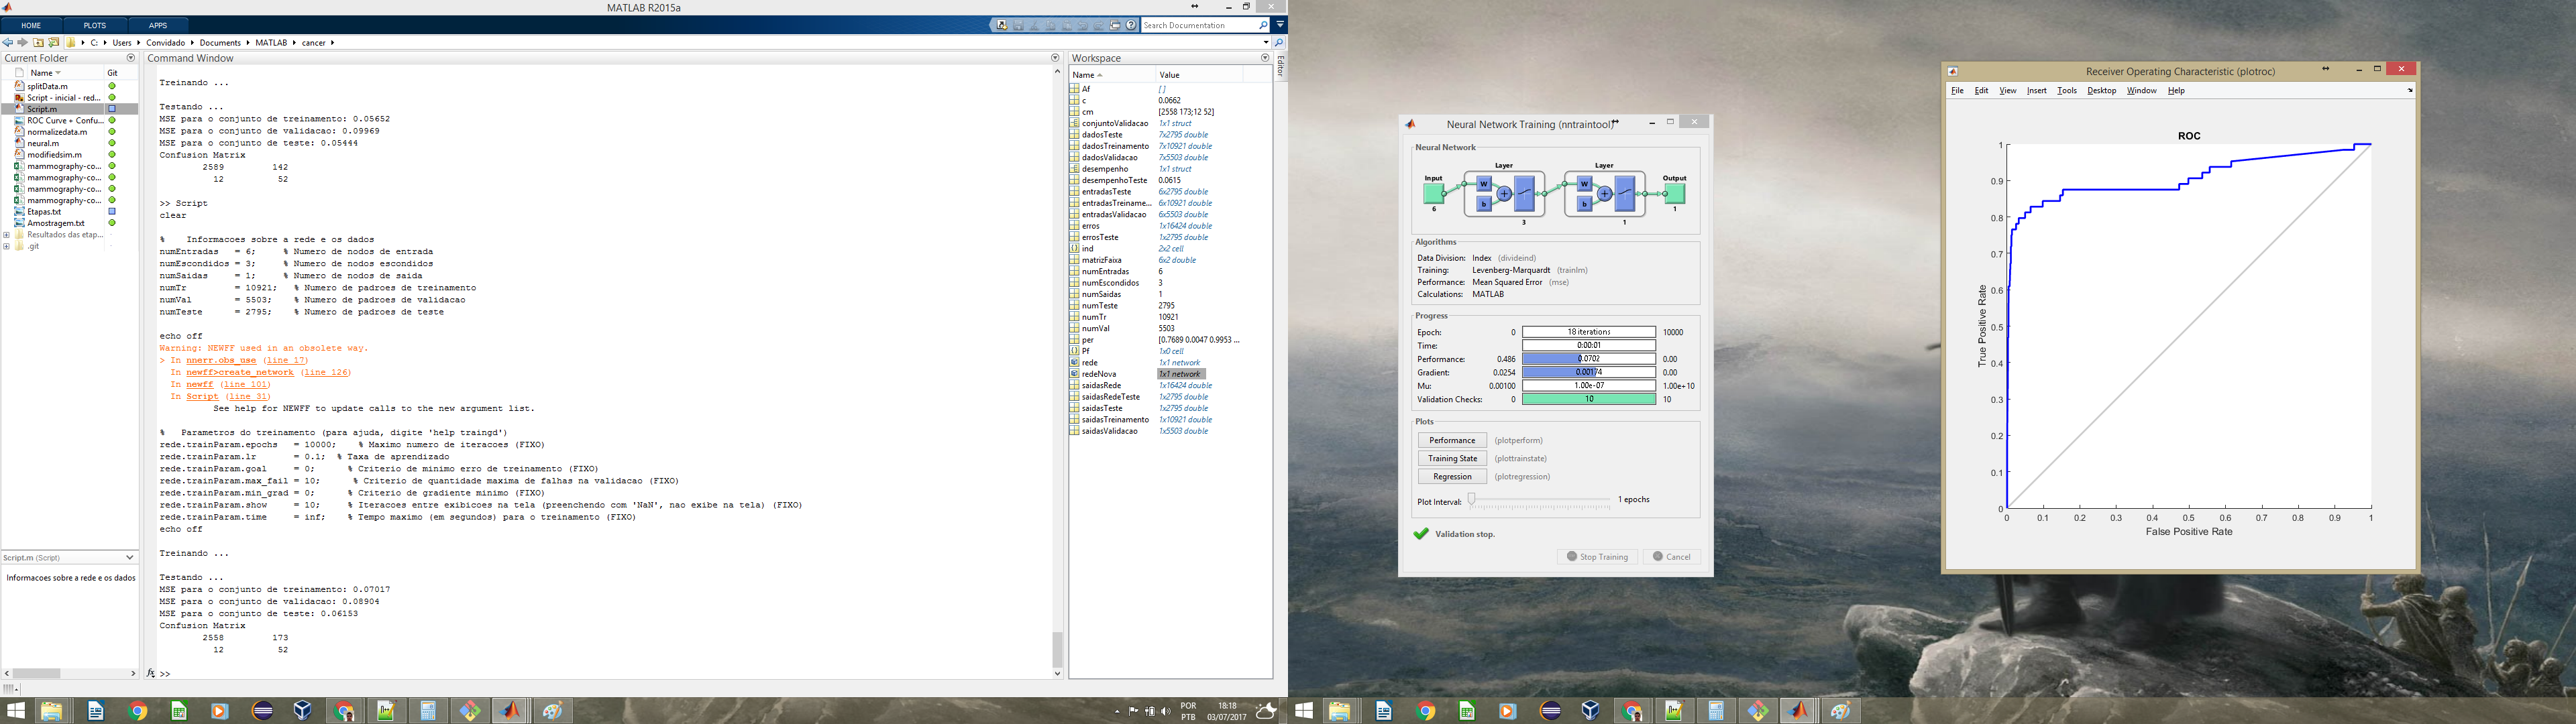 MATLAB R2015a
HOME PLOTS APPS
Search Documentation
C: Users Convidado Documents MATLAB cancer
Current Folder
Name Git
splitData.m
Script - inicial - red...
Script.m
ROC Curve + Confu...
normalizedata.m
neural.m
modifiedsim.m
mammography-co...
mammography-co...
mammography-co...
mammography-co...
Etapas.txt
Amostragem.txt
Resultados das etap...
.git
Script.m (Script)
Informacoes sobre a rede e os dados
Command Window
Treinando ...
Testando ...
MSE para o conjunto de treinamento: 0.05652
MSE para o conjunto de validacao: 0.09969
MSE para o conjunto de teste: 0.05444
Confusion Matrix
2589 142
12 52
>> Script
clear
% Informacoes sobre a rede e os dados
numEntradas = 6; % Numero de nodos de entrada
numEscondidos = 3; % Numero de nodos escondidos
numSaidas = 1; % Numero de nodos de saida
numTr = 10921; % Numero de padroes de treinamento
numVal = 5503; % Numero de padroes de validacao
numTeste = 2795; % Numero de padroes de teste
echo off
Warning: NEWFF used in an obsolete way.
> In nnerr.obs_use (line 17)
In newff>create_network (line 126)
In newff (line 101)
In Script (line 31)
See help for NEWFF to update calls to the new argument list.
% Parametros do treinamento (para ajuda, digite 'help traingd')
rede.trainParam.epochs = 10000; % Maximo numero de iteracoes (FIXO)
rede.trainParam.lr = 0.1; % Taxa de aprendizado
rede.trainParam.goal = 0; % Criterio de minimo erro de treinamento (FIXO)
rede.trainParam.max_fail = 10; % Criterio de quantidade maxima de falhas na validacao (FIXO)
rede.trainParam.min_grad = 0; % Criterio de gradiente minimo (FIXO)
rede.trainParam.show = 10; % Iteracoes entre exibicoes na tela (preenchendo com 'NaN', nao exibe na tela) (FIXO)
rede.trainParam.time = inf; % Tempo maximo (em segundos) para o treinamento (FIXO)
echo off
Treinando ...
Testando ...
MSE para o conjunto de treinamento: 0.07017
MSE para o conjunto de validacao: 0.08904
MSE para o conjunto de teste: 0.06153
Confusion Matrix
2558 173
12 52
fx >>
Workspace
Name Value
Af []
c 0.0662
cm [2558 173;12 52]
conjuntoValidacao 1x1 struct
dadosTeste 7x2795 double
dadosTreinamento 7x10921 double
dadosValidacao 7x5503 double
desempenho 1x1 struct
desempenhoTeste 0.0615
entradasTeste 6x2795 double
entradasTreiname... 6x10921 double
entradasValidacao 6x5503 double
erros 1x16424 double
errosTeste 1x2795 double
ind 2x2 cell
matrizFaixa 6x2 double
numEntradas 6
numEscondidos 3
numSaidas 1
numTeste 2795
numTr 10921
numVal 5503
per [0.7689 0.0047 0.9953 ...
Pf 1x0 cell
rede 1x1 network
redeNova 1x1 network
saidasRede 1x16424 double
saidasRedeTeste 1x2795 double
saidasTeste 1x2795 double
saidasTreinamento 1x10921 double
saidasValidacao 1x5503 double
Editor
POR
PTB
18:18
03/07/2017
Neural Network Training (nntraintool)
Neural Network
Layer Layer
Input Output
W W
b b
6 3 1 1
Algorithms
Data Division: Index (divideind)
Training: Levenberg-Marquardt (trainlm)
Performance: Mean Squared Error (mse)
Calculations: MATLAB
Progress
Epoch: 0 18 iterations 10000
Time: 0:00:01
Performance: 0.486 0.0702 0.00
Gradient: 0.0254 0.00174 0.00
Mu: 0.00100 1.00e-07 1.00e+10
Validation Checks: 0 10 10
Plots
Performance (plotperform)
Training State (plottrainstate)
Regression (plotregression)
Plot Interval: 1 epochs
Validation stop.
Stop Training Cancel
Receiver Operating Characteristic (plotroc)
File Edit View Insert Tools Desktop Window Help
ROC
True Positive Rate
1
0.9
0.8
0.7
0.6
0.5
0.4
0.3
0.2
0.1
0
0 0.1 0.2 0.3 0.4 0.5 0.6 0.7 0.8 0.9 1
False Positive Rate